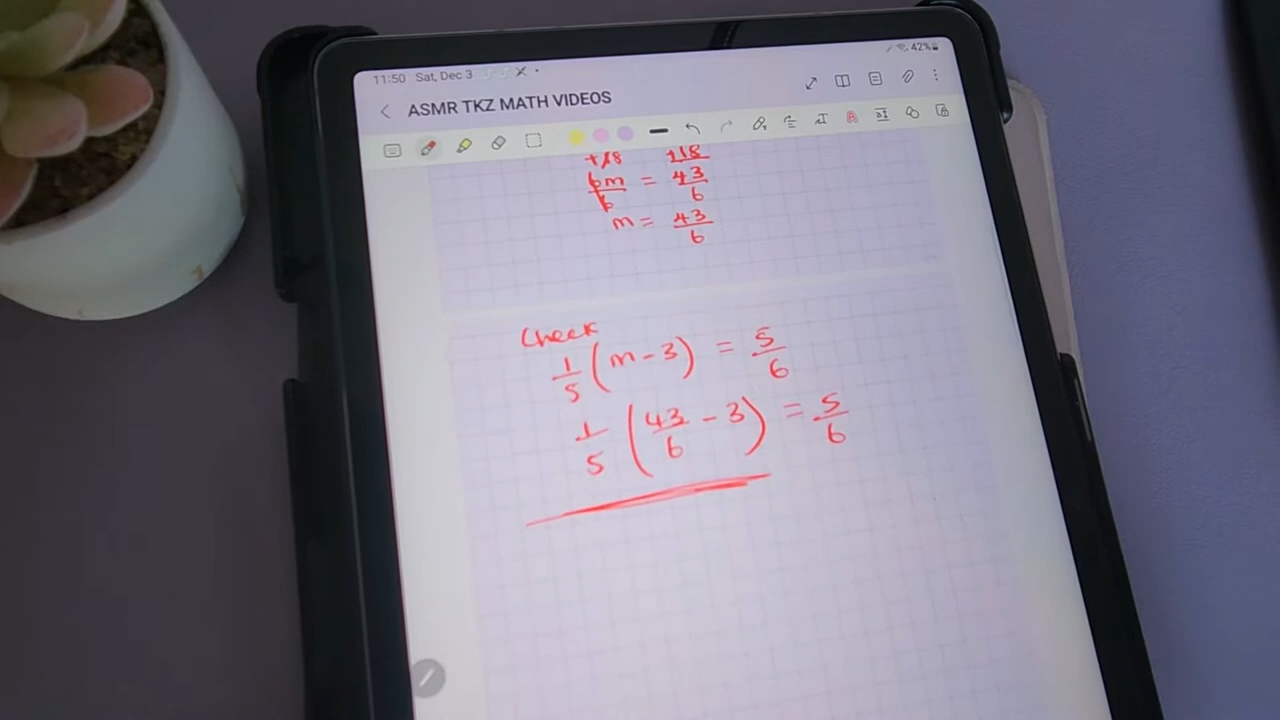 11:50 Sat, Dec 3
42%
ASMR TKZ MATH VIDEOS
+18 +18
6m/6 = 43/6
m = 43/6
Check
1/5 (m - 3) = 5/6
1/5 (43/6 - 3) = 5/6